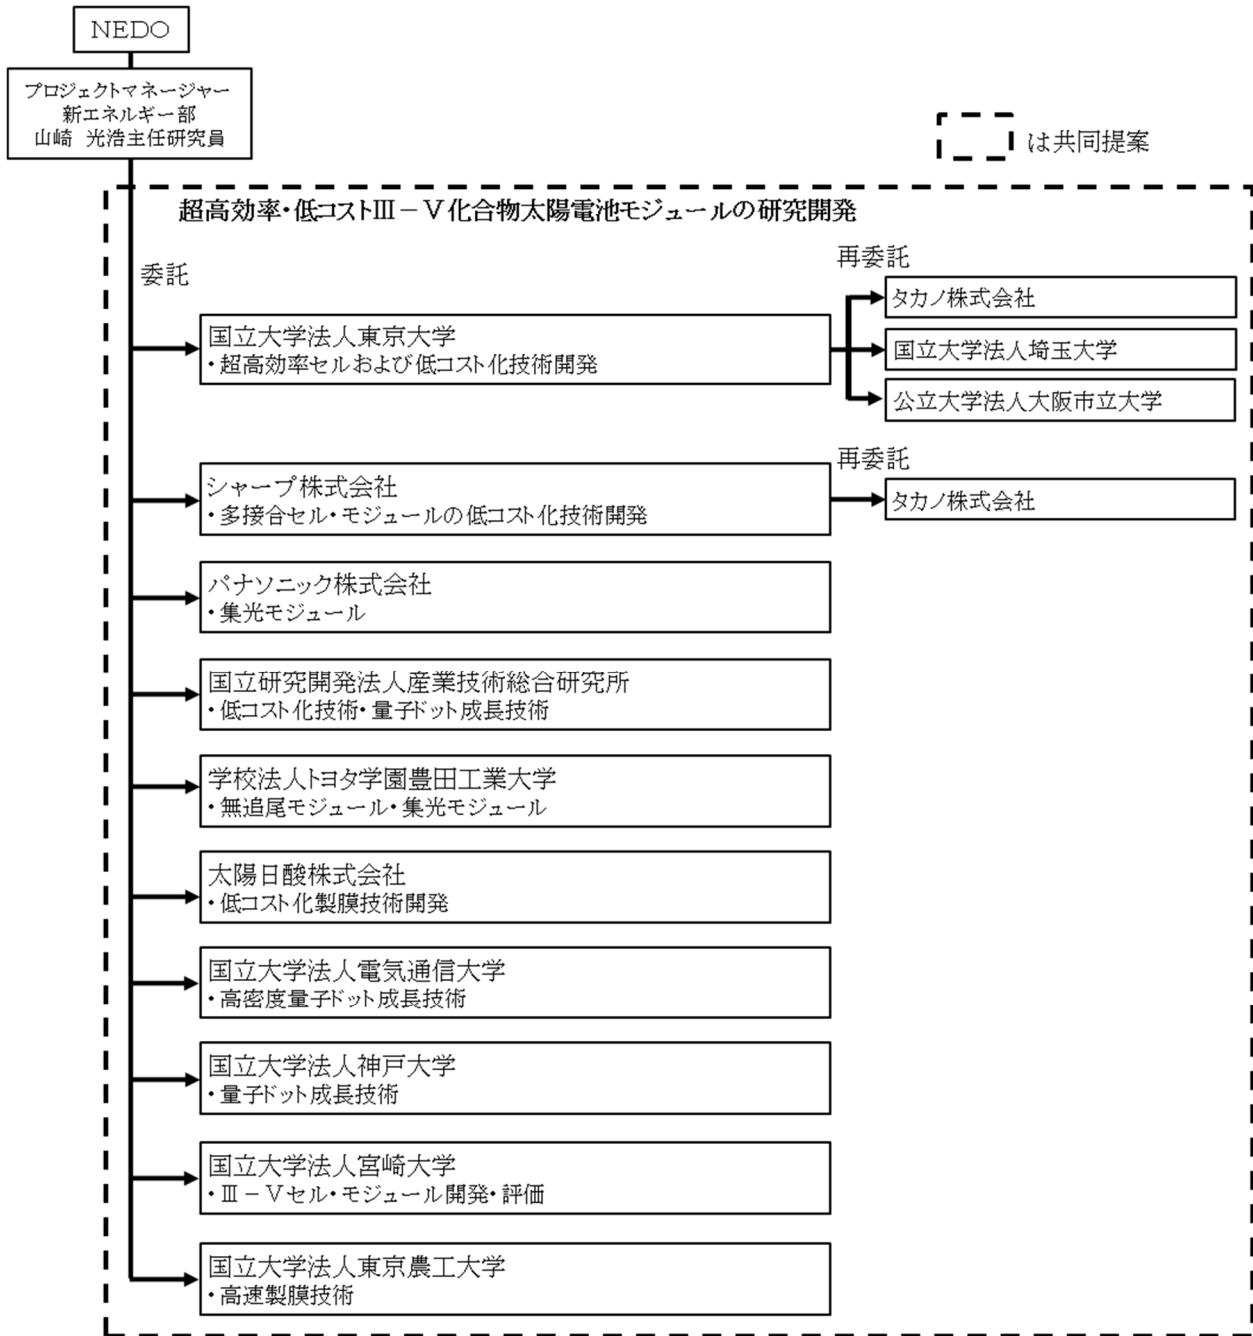 NEDO
プロジェクトマネージャー
新エネルギー部
山崎 光浩主任研究員
は共同提案
超高効率・低コストⅢ－Ⅴ化合物太陽電池モジュールの研究開発
委託
国立大学法人東京大学
・超高効率セルおよび低コスト化技術開発
再委託
タカノ株式会社
国立大学法人埼玉大学
公立大学法人大阪市立大学
シャープ株式会社
・多接合セル・モジュールの低コスト化技術開発
再委託
タカノ株式会社
パナソニック株式会社
・集光モジュール
国立研究開発法人産業技術総合研究所
・低コスト化技術・量子ドット成長技術
学校法人トヨタ学園豊田工業大学
・無追尾モジュール・集光モジュール
太陽日酸株式会社
・低コスト化製膜技術開発
国立大学法人電気通信大学
・高密度量子ドット成長技術
国立大学法人神戸大学
・量子ドット成長技術
国立大学法人宮崎大学
・Ⅲ－Ⅴセル・モジュール開発・評価
国立大学法人東京農工大学
・高速製膜技術